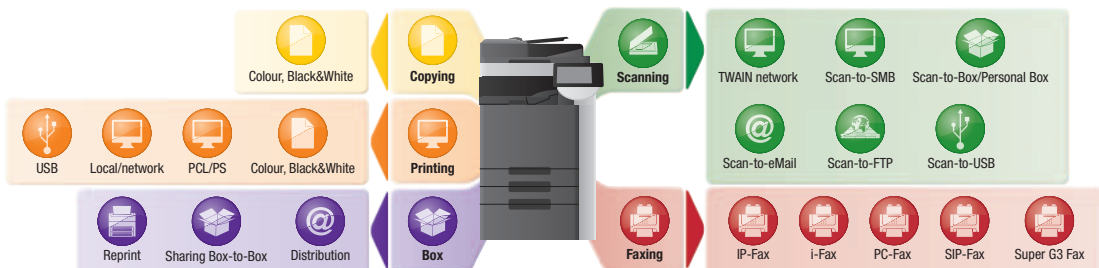 Colour, Black&White
Copying
Scanning
TWAIN network
Scan-to-SMB
Scan-to-Box/Personal Box
Scan-to-eMail
Scan-to-FTP
Scan-to-USB
USB
Local/network
PCL/PS
Colour, Black&White
Printing
Reprint
Sharing Box-to-Box
Distribution
Box
Faxing
IP-Fax
i-Fax
PC-Fax
SIP-Fax
Super G3 Fax